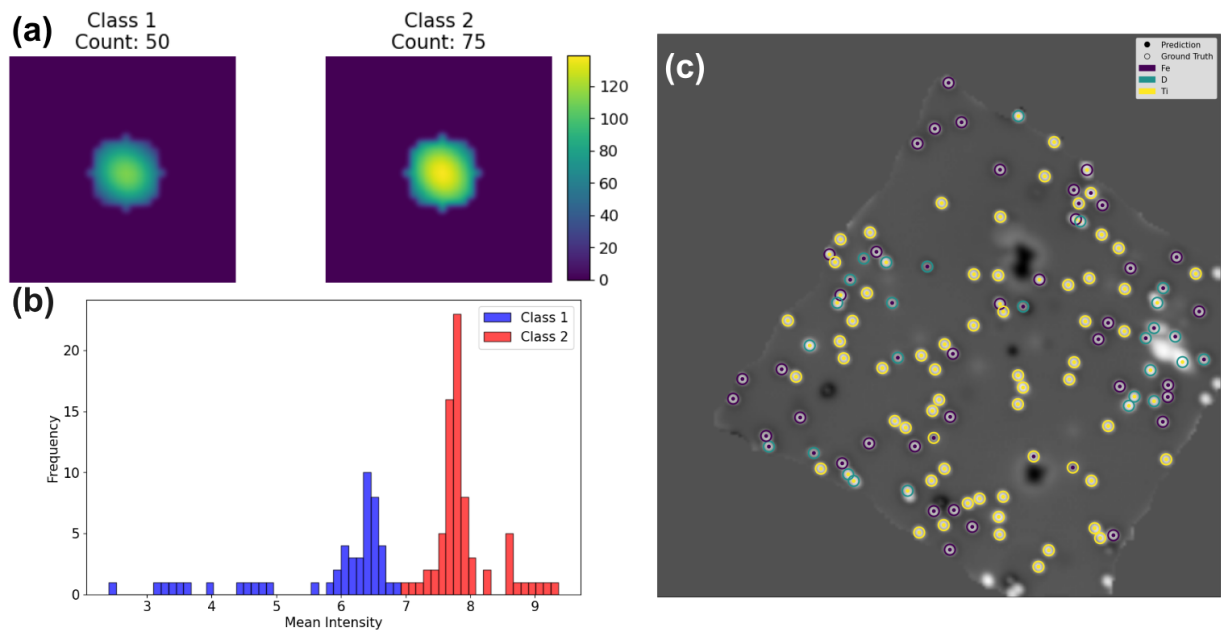 (a)
Class 1
Count: 50
Class 2
Count: 75
120
100
80
60
40
20
0
(b)
Class 1
Class 2
Frequency
20
15
10
5
0
3
4
5
6
7
8
9
Mean Intensity
(c)
Prediction
Ground Truth
Fe
D
Ti